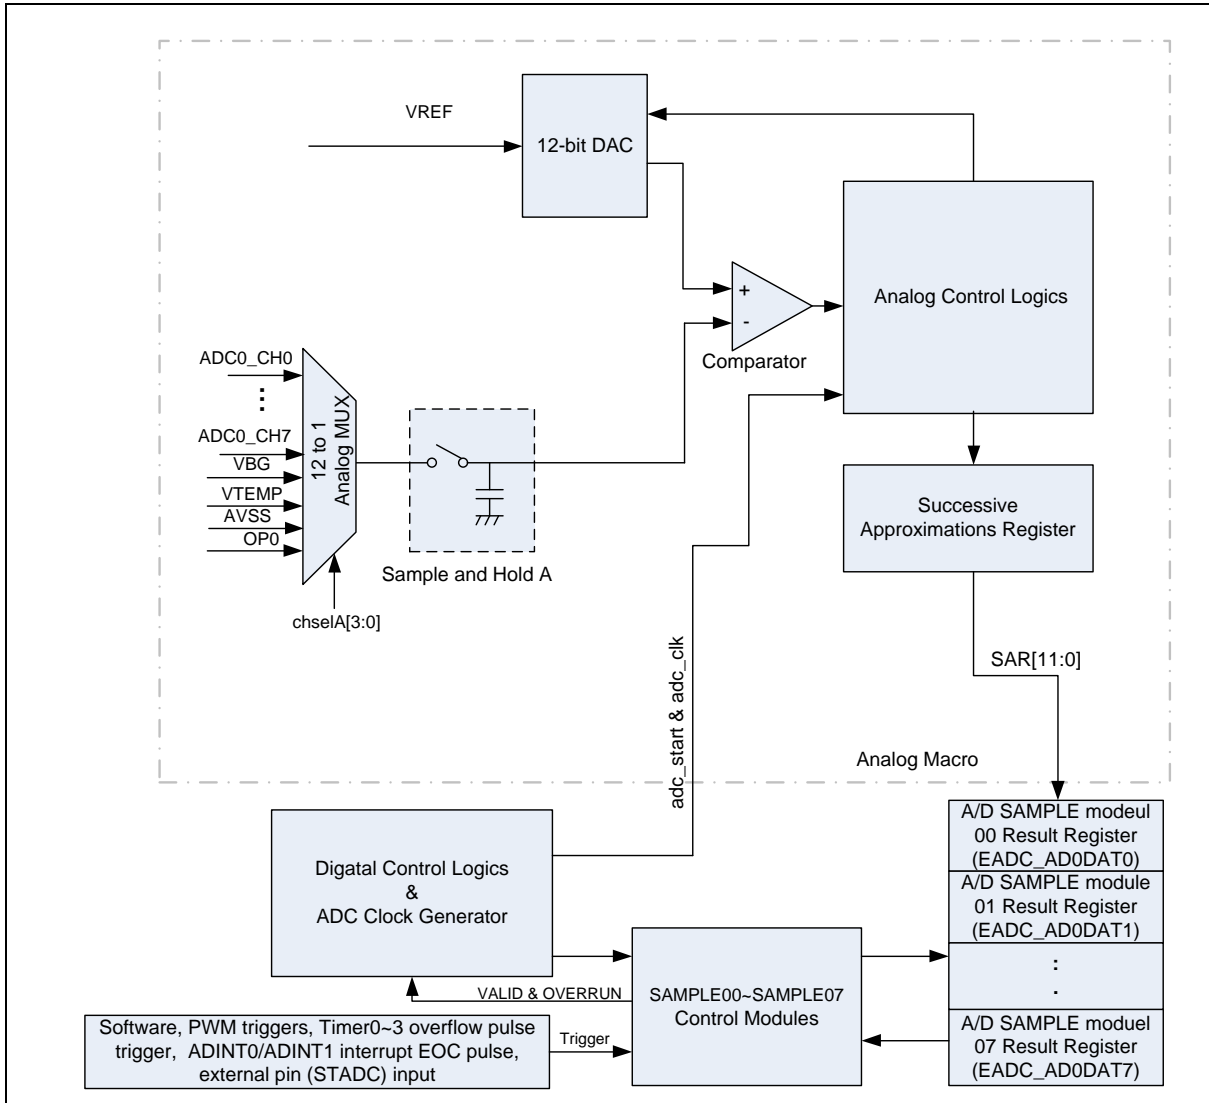 VREF
12-bit DAC
Analog Control Logics
+
-
Comparator
ADC0_CH0
⋮
ADC0_CH7
VBG
VTEMP
AVSS
OP0
12 to 1
Analog MUX
Sample and Hold A
chselA[3:0]
Successive
Approximations Register
SAR[11:0]
adc_start & adc_clk
Analog Macro
Digatal Control Logics
&
ADC Clock Generator
A/D SAMPLE modeul
00 Result Register
(EADC_AD0DAT0)
A/D SAMPLE module
01 Result Register
(EADC_AD0DAT1)
:
.
A/D SAMPLE moduel
07 Result Register
(EADC_AD0DAT7)
VALID & OVERRUN
SAMPLE00~SAMPLE07
Control Modules
Software, PWM triggers, Timer0~3 overflow pulse
trigger, ADINT0/ADINT1 interrupt EOC pulse,
external pin (STADC) input
Trigger